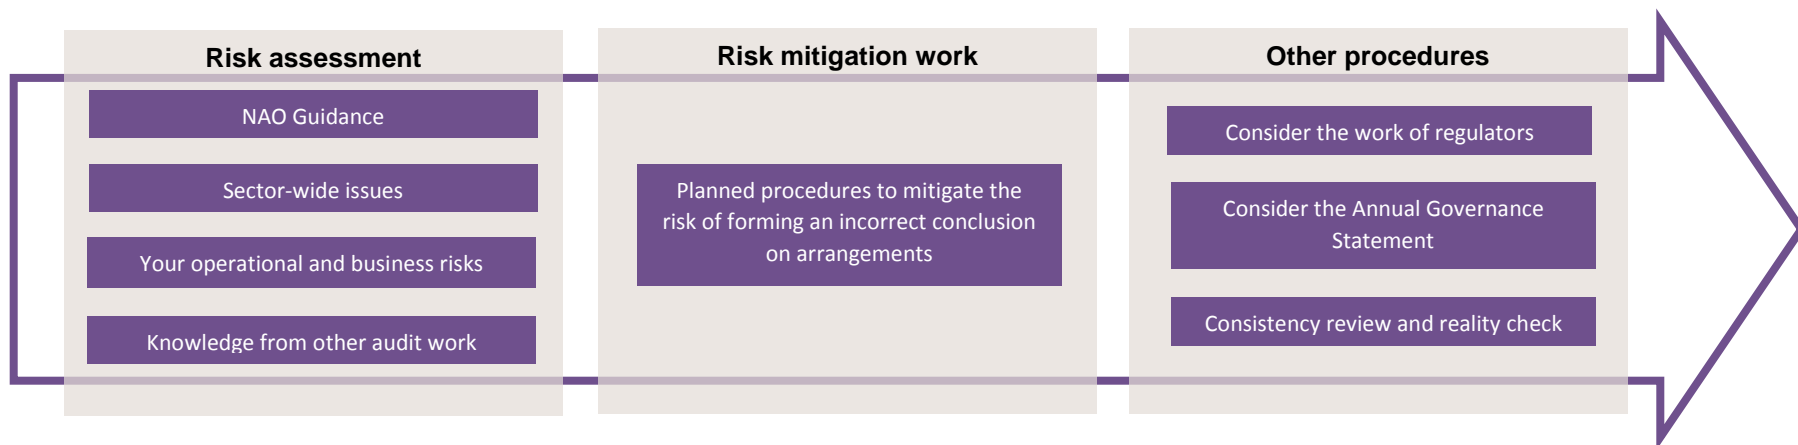 Risk assessment
NAO Guidance
Sector-wide issues
Your operational and business risks
Knowledge from other audit work
Risk mitigation work
Planned procedures to mitigate the
risk of forming an incorrect conclusion
on arrangements
Other procedures
Consider the work of regulators
Consider the Annual Governance
Statement
Consistency review and reality check